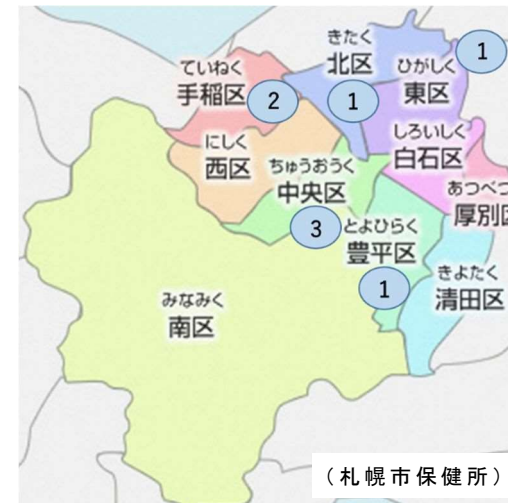 きたく
北区
1
ひがしく
東区
ていねく
手稲区
2
1
しろいしく
白石区
にしく
西区
ちゅうおうく
中央区
あつべつ
厚別区
3
とよひらく
豊平区
きよたく
清田区
1
みなみく
南区
（札幌市保健所）